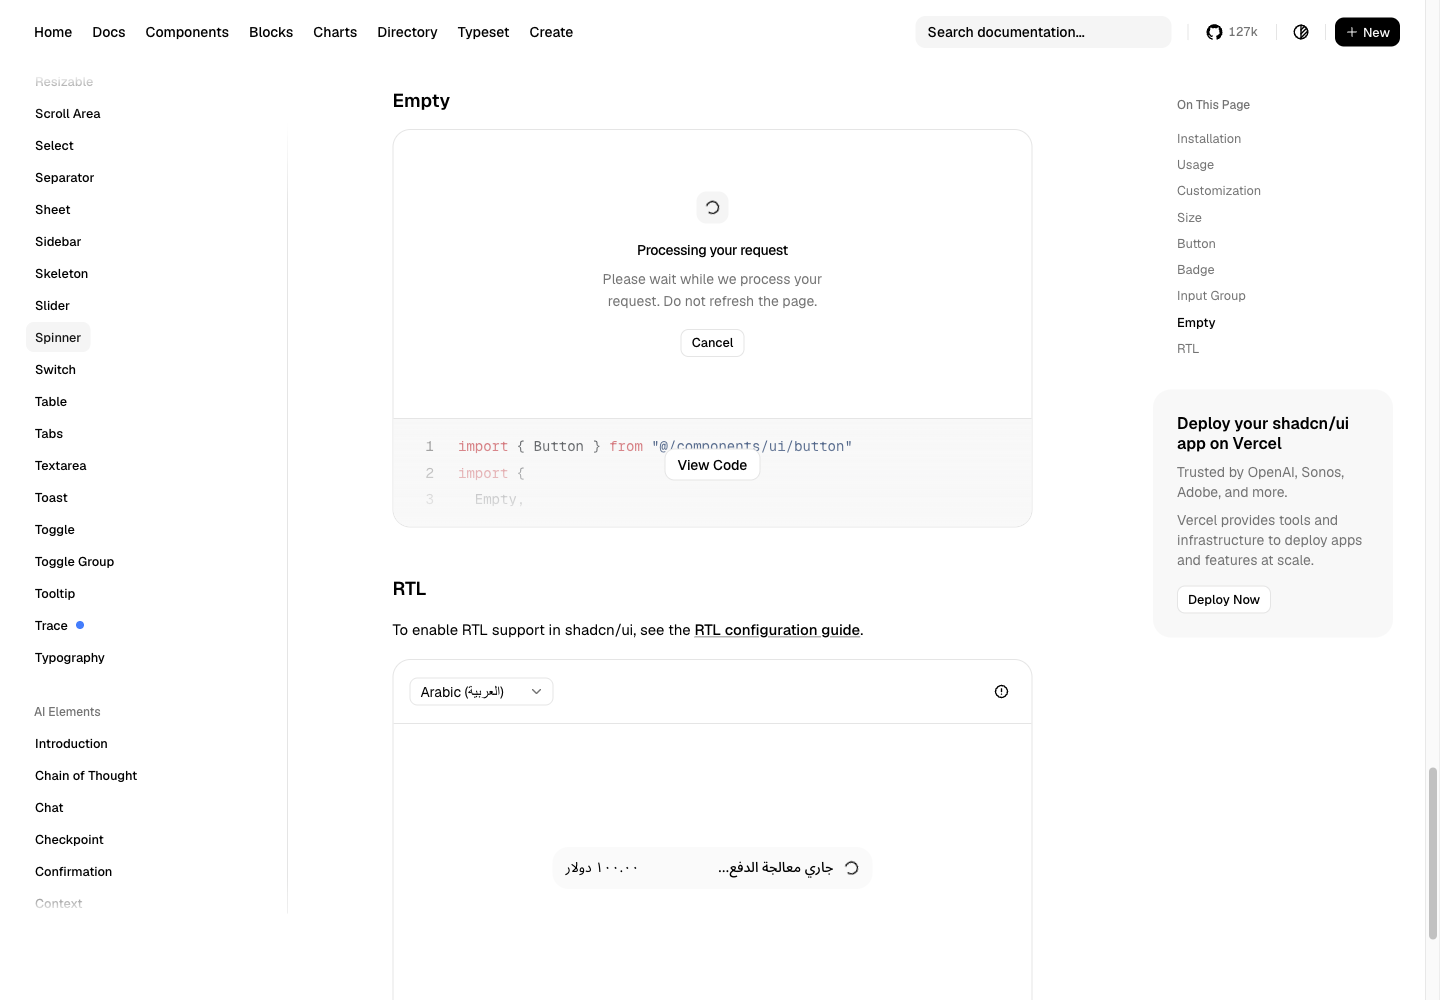 Home Docs Components Blocks Charts Directory Typeset Create
Search documentation...
127k
New
Resizable
Scroll Area
Select
Separator
Sheet
Sidebar
Skeleton
Slider
Spinner
Switch
Table
Tabs
Textarea
Toast
Toggle
Toggle Group
Tooltip
Trace
Typography
AI Elements
Introduction
Chain of Thought
Chat
Checkpoint
Confirmation
Context
Empty
Processing your request
Please wait while we process your
request. Do not refresh the page.
Cancel
1 import { Button } from "@/components/ui/button"
2 import {
3 Empty,
View Code
RTL
To enable RTL support in shadcn/ui, see the RTL configuration guide.
Arabic (العربية)
جاري معالجة الدفع...
١٠٠.٠٠ دولار
On This Page
Installation
Usage
Customization
Size
Button
Badge
Input Group
Empty
RTL
Deploy your shadcn/ui
app on Vercel
Trusted by OpenAI, Sonos,
Adobe, and more.
Vercel provides tools and
infrastructure to deploy apps
and features at scale.
Deploy Now